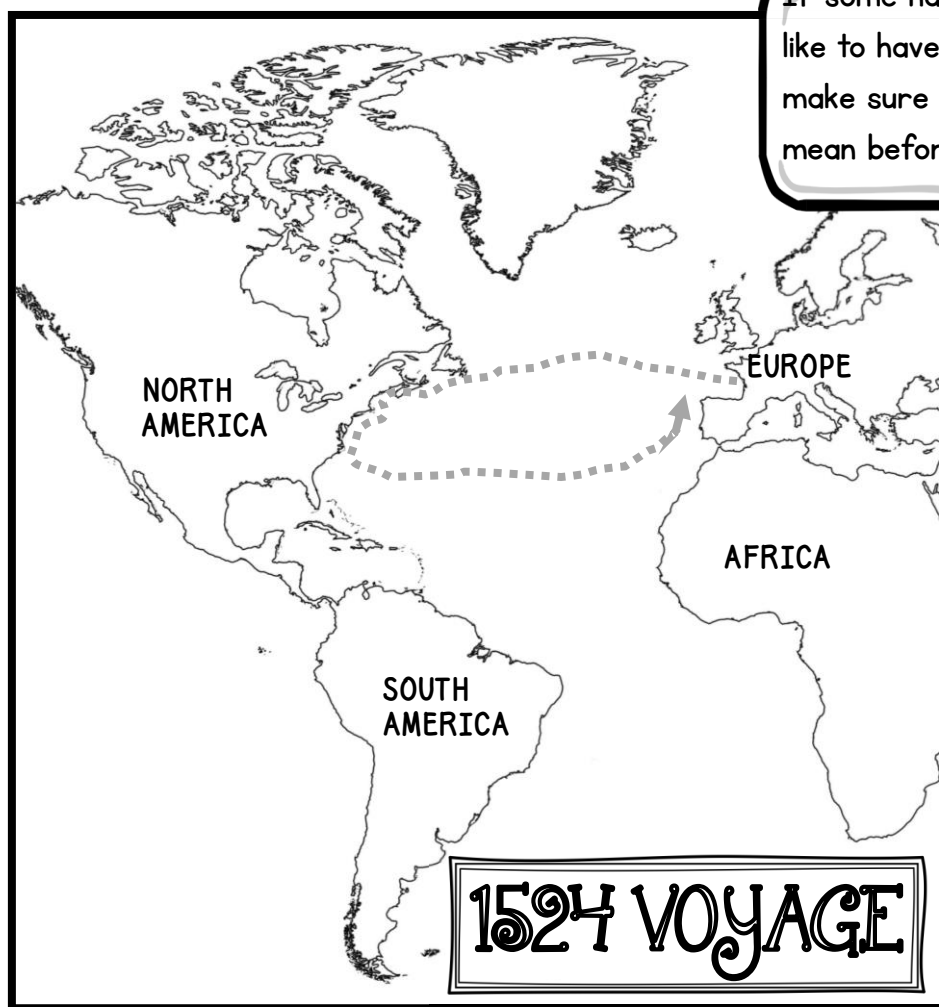 like to have
make sure
mean befor
NORTH
AMERICA
EUROPE
AFRICA
SOUTH
AMERICA
1524 VOYAGE